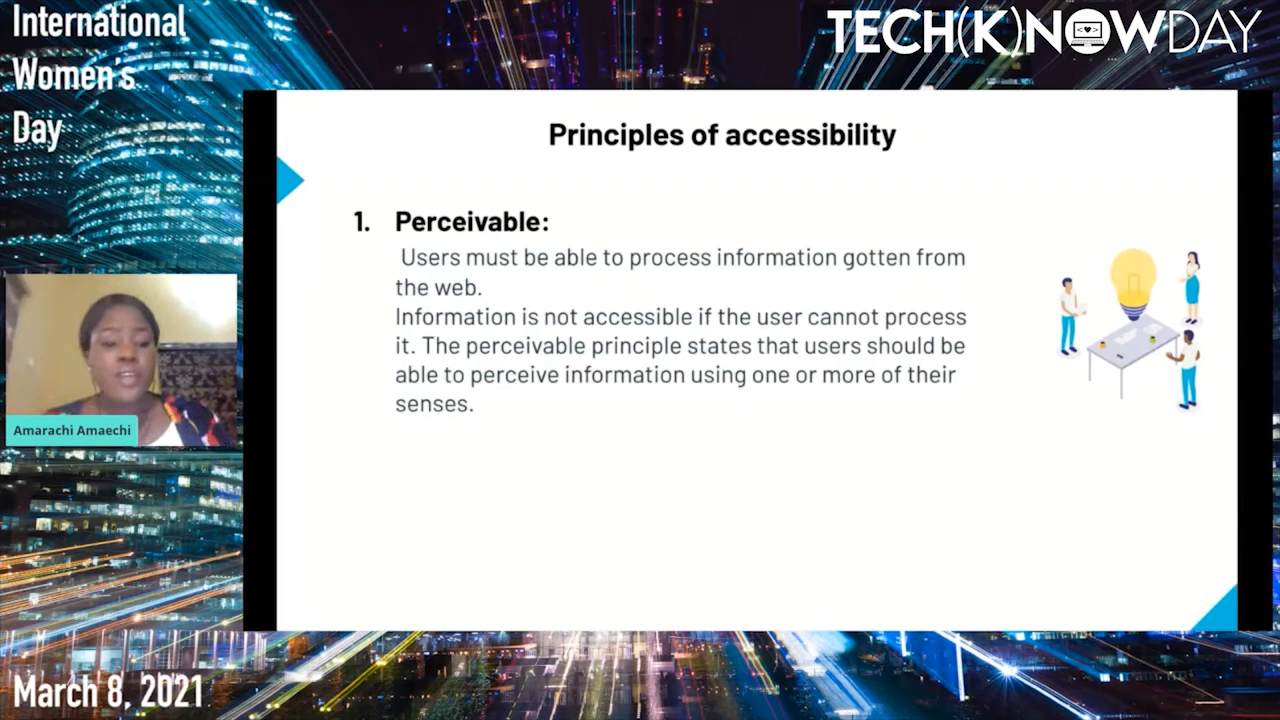 International
Women's
Day
TECH(K)NOWDAY
Principles of accessibility
1. Perceivable:
Users must be able to process information gotten from
the web.
Information is not accessible if the user cannot process
it. The perceivable principle states that users should be
able to perceive information using one or more of their
senses.
Amarachi Amaechi
March 8, 2021